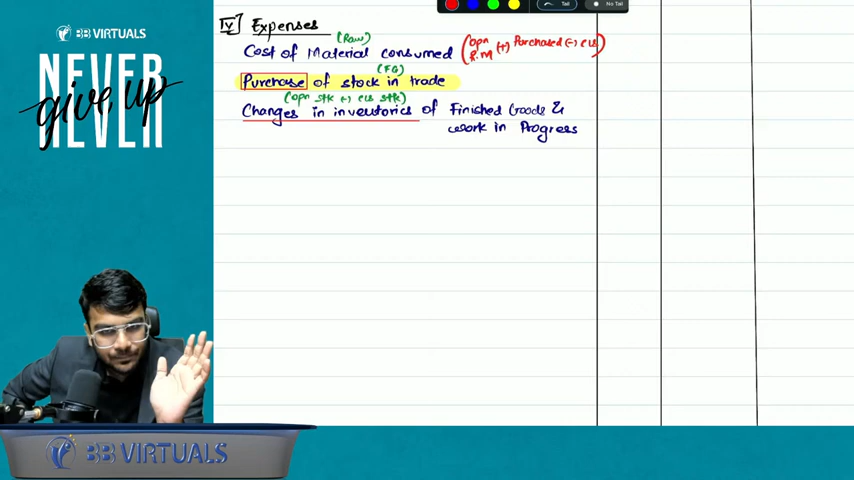 Tail
No Tail
BB VIRTUALS
NEVER
give up
NEVER
IV] Expenses
(Raw)
Cost of Material consumed (Opn R.M (+) Purchased (-) cls)
(FG)
Purchase of stock in trade
(opn stk (-) cls stk)
Changes in inventories of Finished Goods &
work in Progress
BB VIRTUALS